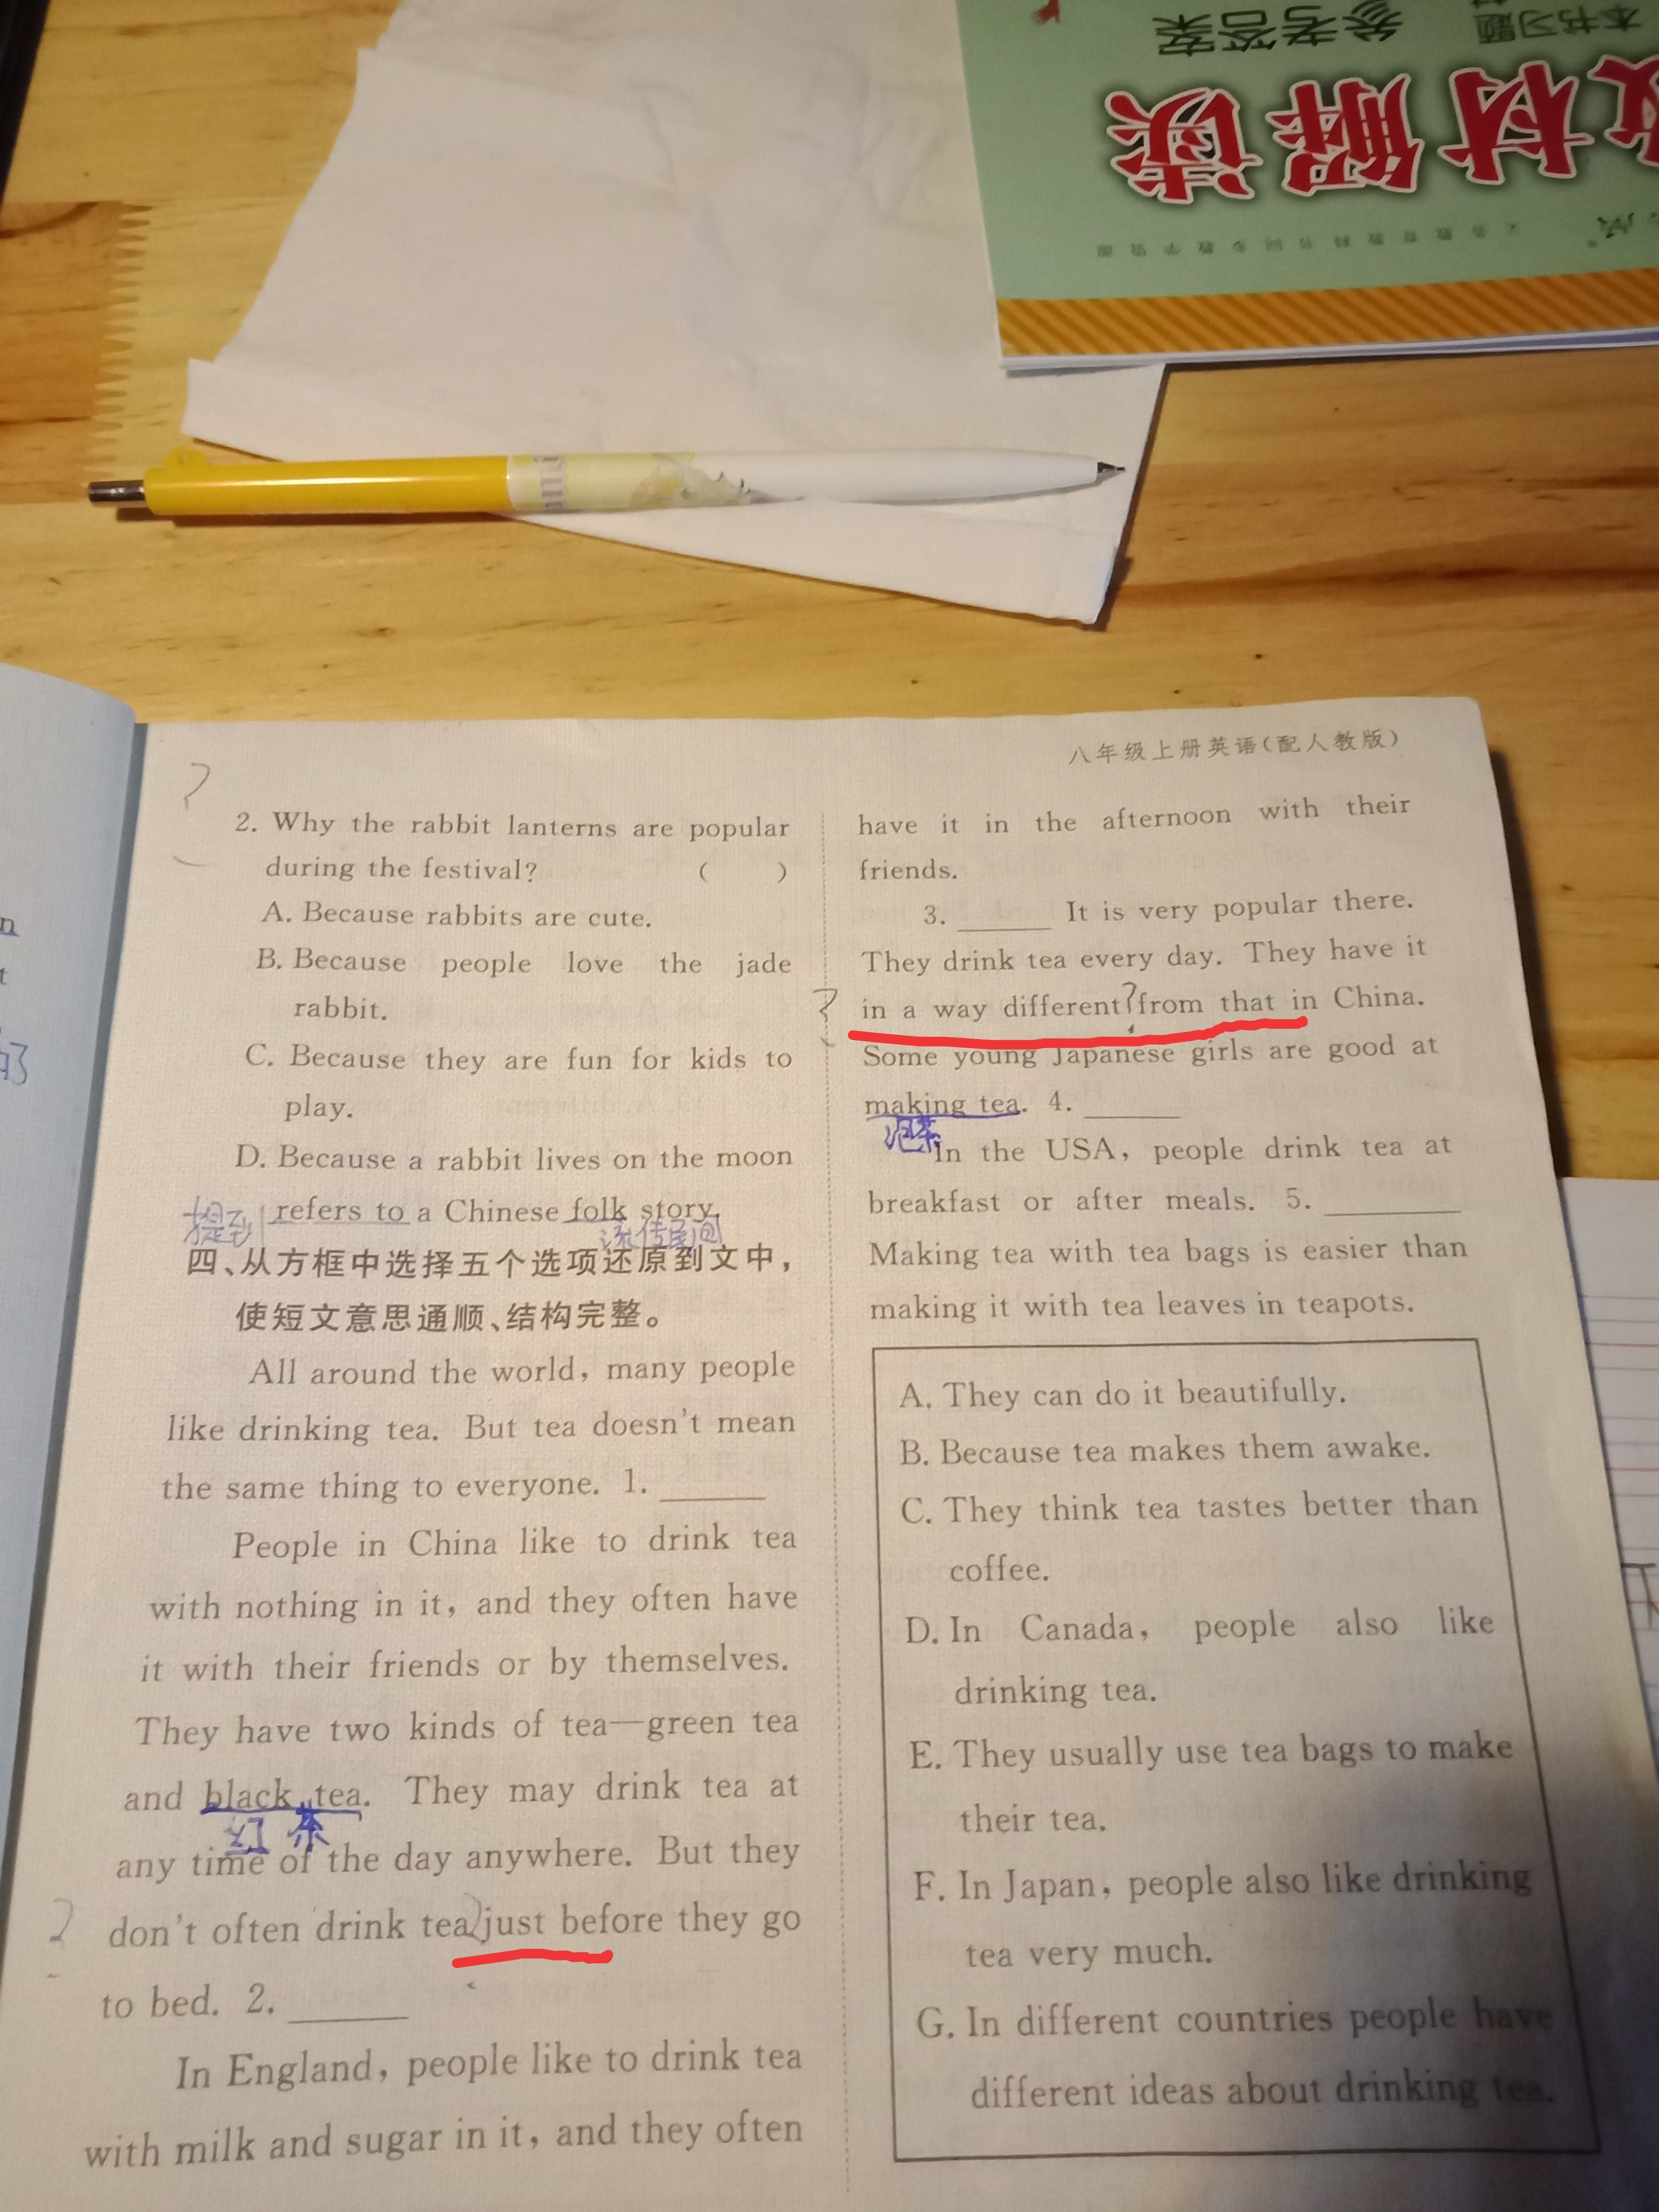 参考答案
本书习题
教材解读
八年级上册英语(配人教版)
2. Why the rabbit lanterns are popular
during the festival? ( )
A. Because rabbits are cute.
B. Because people love the jade
rabbit.
C. Because they are fun for kids to
play.
D. Because a rabbit lives on the moon
提到 refers to a Chinese folk story.
流传民间
四、从方框中选择五个选项还原到文中,
使短文意思通顺、结构完整。
All around the world, many people
like drinking tea. But tea doesn't mean
the same thing to everyone. 1. ______
People in China like to drink tea
with nothing in it, and they often have
it with their friends or by themselves.
They have two kinds of tea—green tea
and black tea. They may drink tea at
红茶
any time of the day anywhere. But they
? don't often drink tea just before they go
to bed. 2. ______
In England, people like to drink tea
with milk and sugar in it, and they often
have it in the afternoon with their
friends.
3. ______ It is very popular there.
They drink tea every day. They have it
? in a way different ? from that in China.
Some young Japanese girls are good at
making tea. 4. ______
泡茶
In the USA, people drink tea at
breakfast or after meals. 5. ______
Making tea with tea bags is easier than
making it with tea leaves in teapots.
A. They can do it beautifully.
B. Because tea makes them awake.
C. They think tea tastes better than
coffee.
D. In Canada, people also like
drinking tea.
E. They usually use tea bags to make
their tea.
F. In Japan, people also like drinking
tea very much.
G. In different countries people have
different ideas about drinking tea.